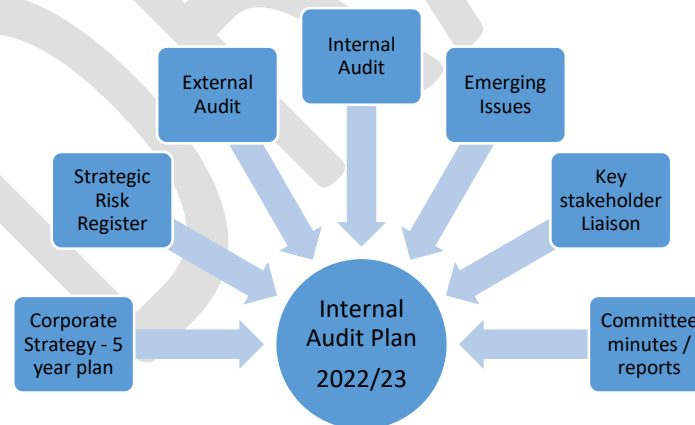 Internal
Audit
External
Audit
Emerging
Issues
Strategic
Risk
Register
Key
stakeholder
Liaison
Corporate
Strategy - 5
year plan
Internal
Audit Plan
2022/23
Committee
minutes /
reports